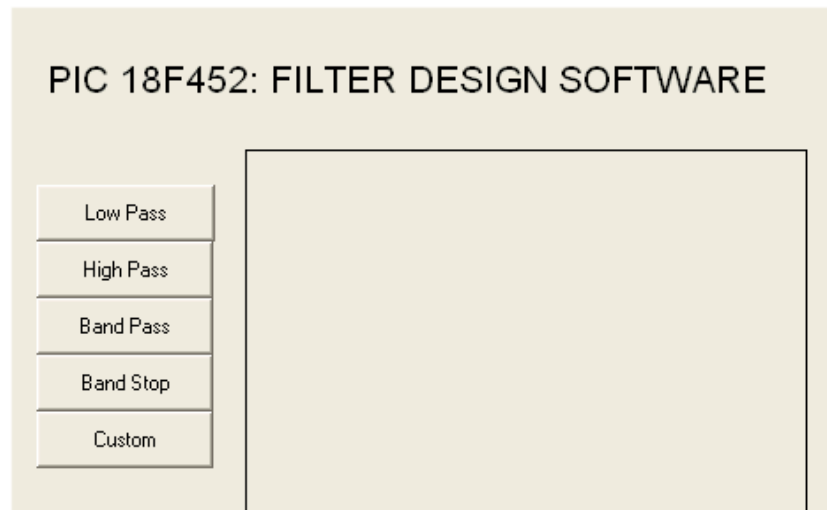 PIC 18F452: FILTER DESIGN SOFTWARE
Low Pass
High Pass
Band Pass
Band Stop
Custom